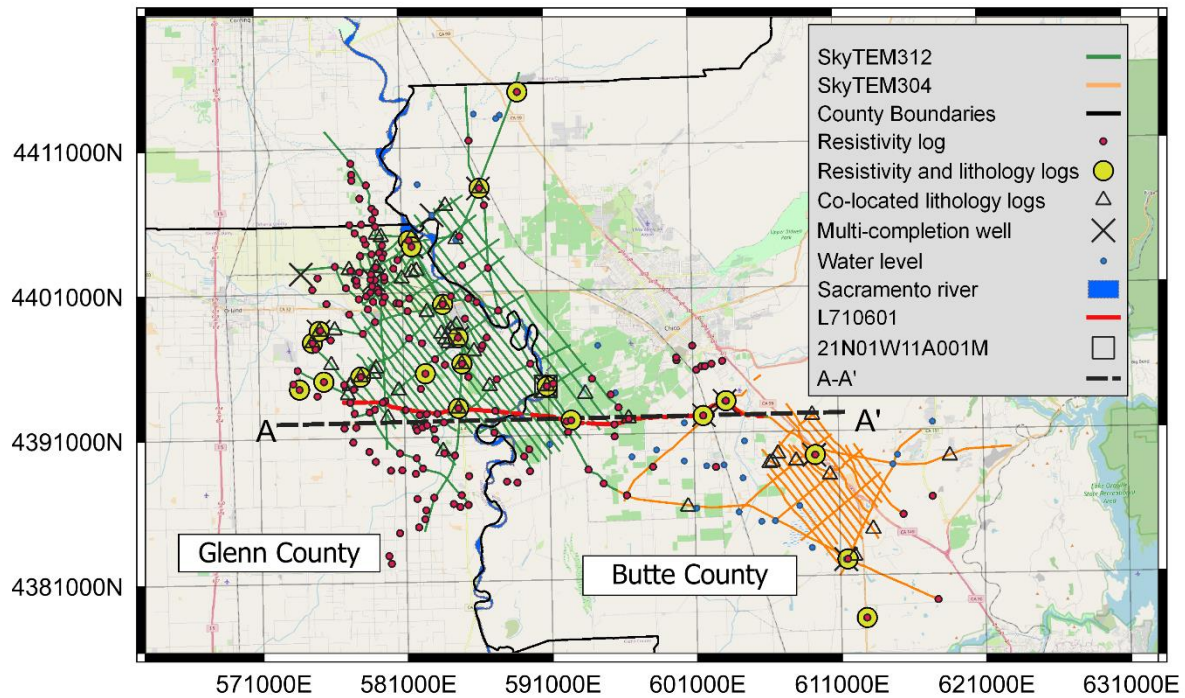 SkyTEM312
SkyTEM304
County Boundaries
Resistivity log
Resistivity and lithology logs
Co-located lithology logs
Multi-completion well
Water level
Sacramento river
L710601
21N01W11A001M
A-A'
4411000N
4401000N
4391000N
4381000N
Chico
A
A'
Glenn County
Butte County
571000E
581000E
591000E
601000E
611000E
621000E
631000E